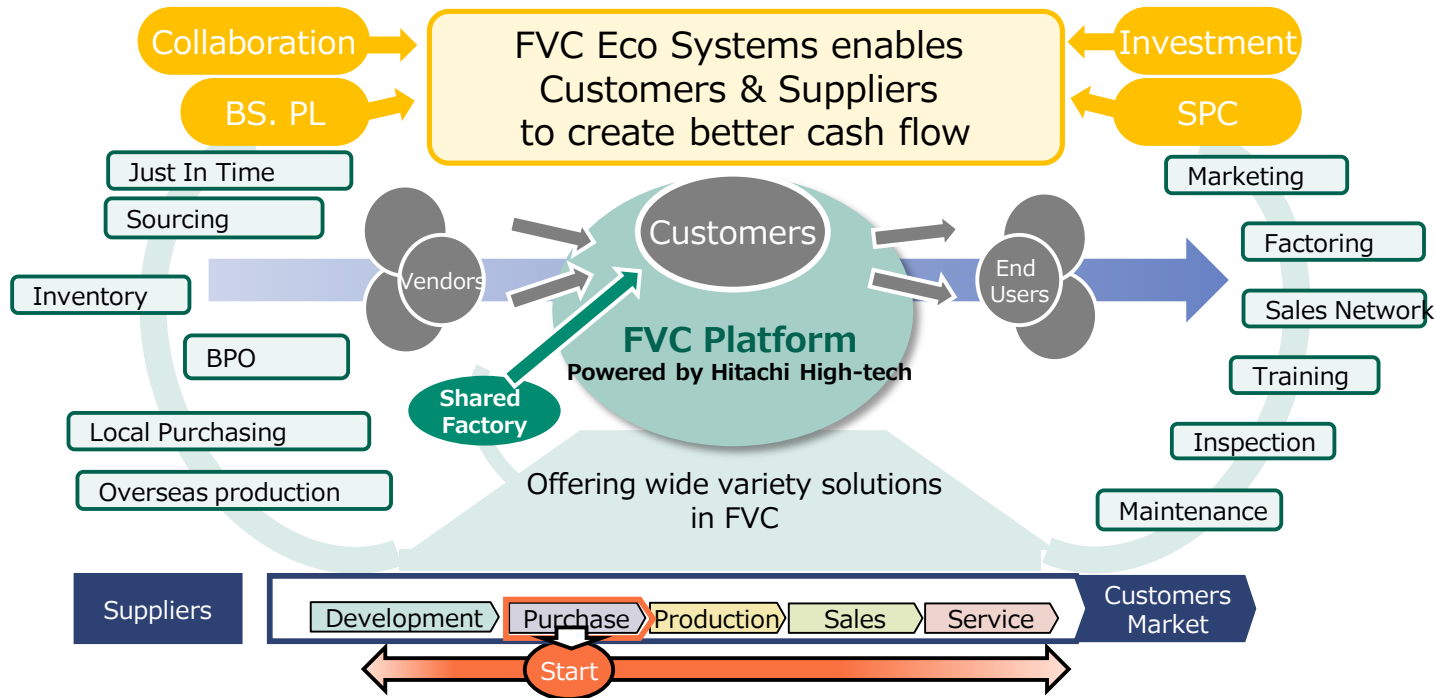 Collaboration
BS. PL
FVC Eco Systems enables
Customers & Suppliers
to create better cash flow
Investment
SPC
Just In Time
Sourcing
Inventory
BPO
Local Purchasing
Overseas production
Vendors
Customers
End
Users
FVC Platform
Powered by Hitachi High-tech
Shared
Factory
Marketing
Factoring
Sales Network
Training
Inspection
Maintenance
Offering wide variety solutions
in FVC
Suppliers
Development
Purchase
Production
Sales
Service
Customers
Market
Start